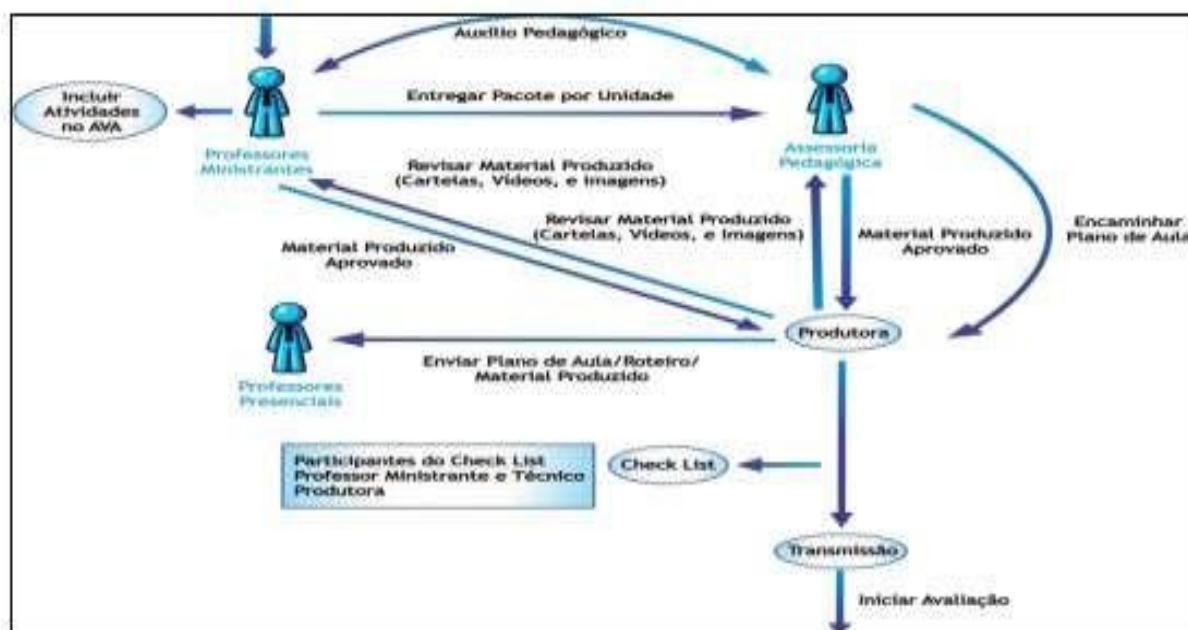 Auxílio Pedagógico
Incluir
Atividades
no AVA
Entregar Pacote por Unidade
Professores
Ministrantes
Assessoria
Pedagógica
Revisar Material Produzido
(Cartelas, Vídeos, e Imagens)
Revisar Material Produzido
(Cartelas, Vídeos, e Imagens)
Material Produzido
Aprovado
Encaminhar
Plano de Aula
Material Produzido
Aprovado
Produtora
Enviar Plano de Aula/Roteiro/
Material Produzido
Professores
Presenciais
Participantes do Check List
Professor Ministrante e Técnico
Produtora
Check List
Transmissão
Iniciar Avaliação